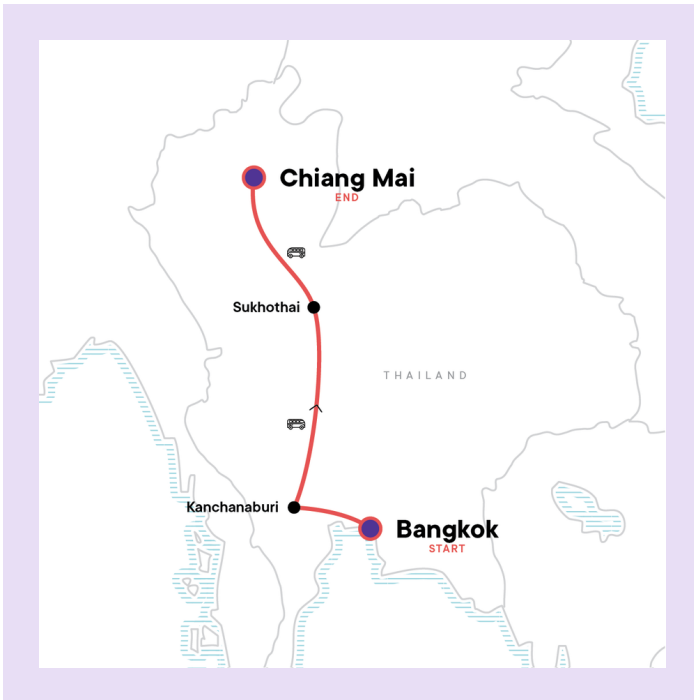 Chiang Mai
END
Sukhothai
THAILAND
Kanchanaburi
Bangkok
START